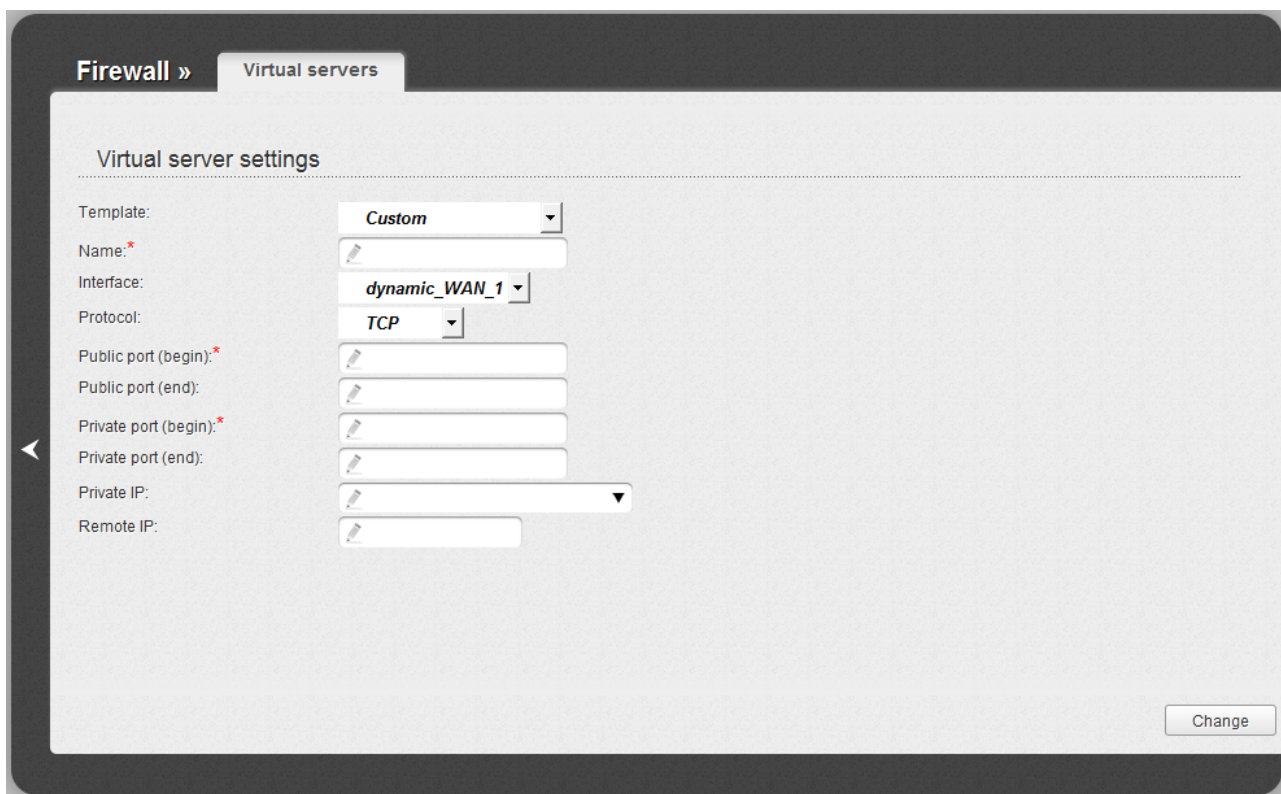 Firewall » Virtual servers
Virtual server settings
Template: Custom
Name:*
Interface: dynamic_WAN_1
Protocol: TCP
Public port (begin):*
Public port (end):
Private port (begin):*
Private port (end):
Private IP:
Remote IP:
Change